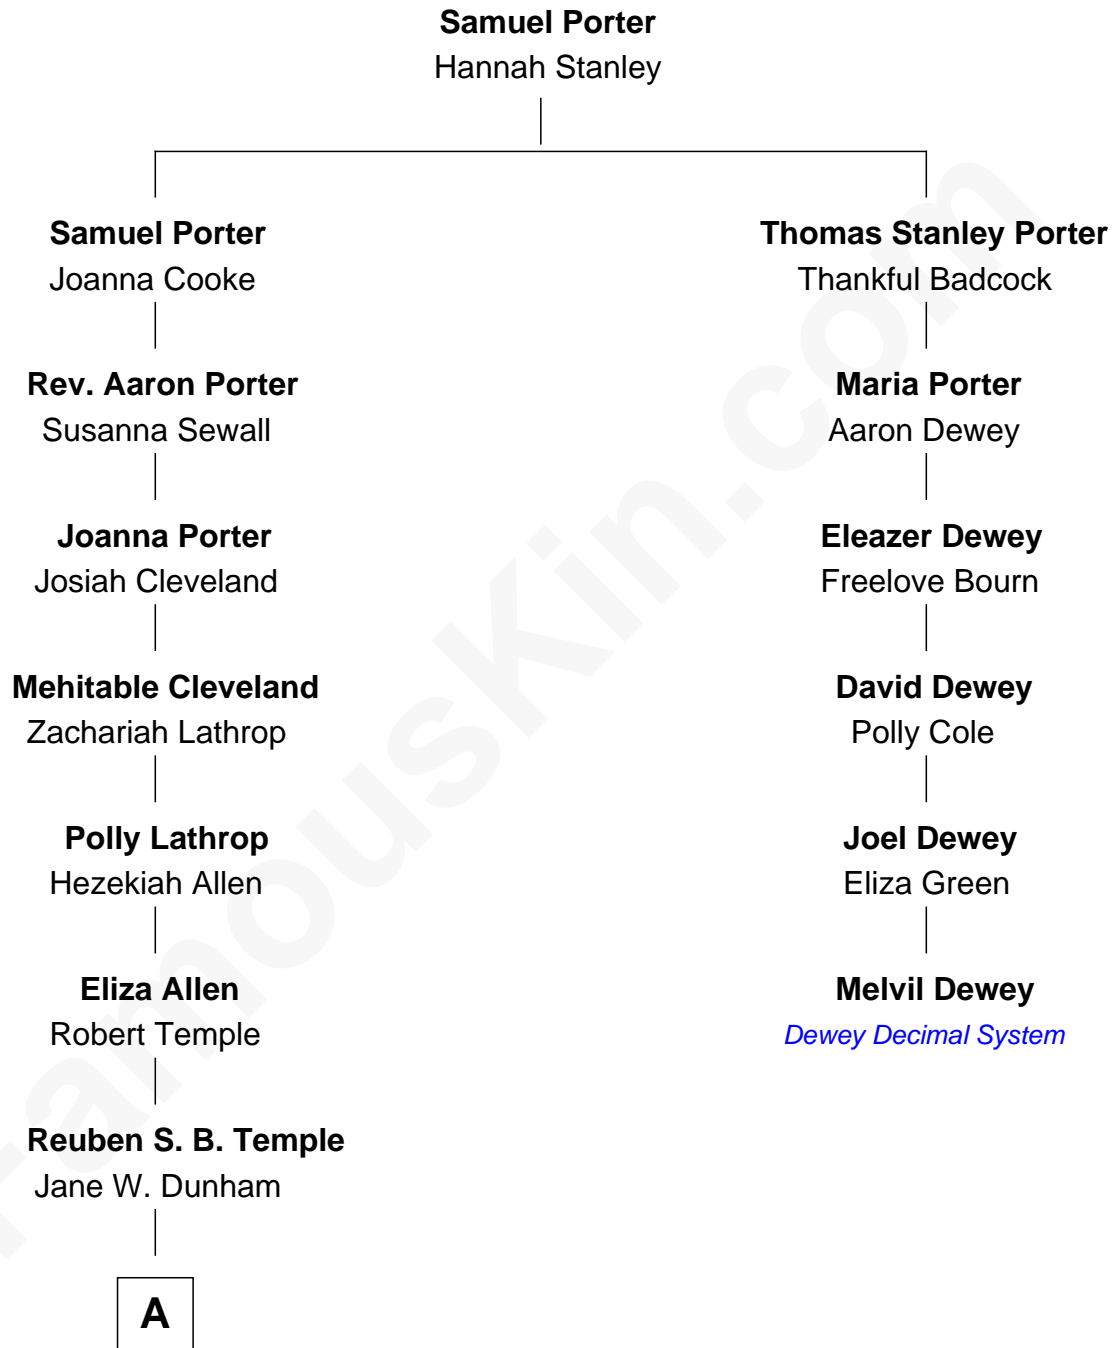 Samuel Porter
Hannah Stanley
Samuel Porter
Joanna Cooke
Thomas Stanley Porter
Thankful Badcock
Rev. Aaron Porter
Susanna Sewall
Maria Porter
Aaron Dewey
Joanna Porter
Josiah Cleveland
Eleazer Dewey
Freelove Bourn
Mehitable Cleveland
Zachariah Lathrop
David Dewey
Polly Cole
Polly Lathrop
Hezekiah Allen
Joel Dewey
Eliza Green
Eliza Allen
Robert Temple
Melvil Dewey
Dewey Decimal System
Reuben S. B. Temple
Jane W. Dunham
A
FamousKin.com